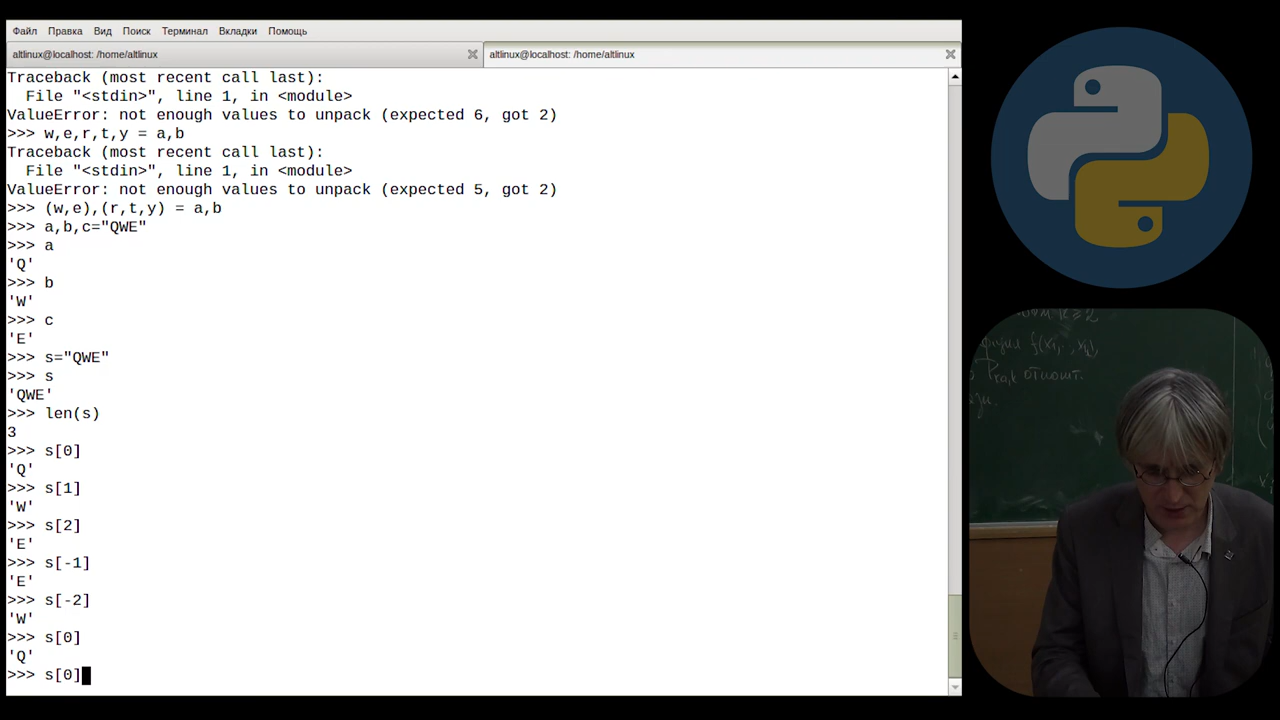 Файл Правка Вид Поиск Терминал Вкладки Помощь
altlinux@localhost: /home/altlinux
altlinux@localhost: /home/altlinux
Traceback (most recent call last):
  File "<stdin>", line 1, in <module>
ValueError: not enough values to unpack (expected 6, got 2)
>>> w,e,r,t,y = a,b
Traceback (most recent call last):
  File "<stdin>", line 1, in <module>
ValueError: not enough values to unpack (expected 5, got 2)
>>> (w,e),(r,t,y) = a,b
>>> a,b,c="QWE"
>>> a
'Q'
>>> b
'W'
>>> c
'E'
>>> s="QWE"
>>> s
'QWE'
>>> len(s)
3
>>> s[0]
'Q'
>>> s[1]
'W'
>>> s[2]
'E'
>>> s[-1]
'E'
>>> s[-2]
'W'
>>> s[0]
'Q'
>>> s[0]